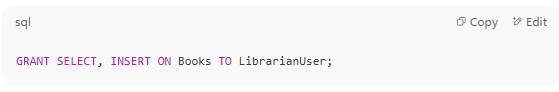 sql
Copy
Edit
GRANT SELECT, INSERT ON Books TO LibrarianUser;